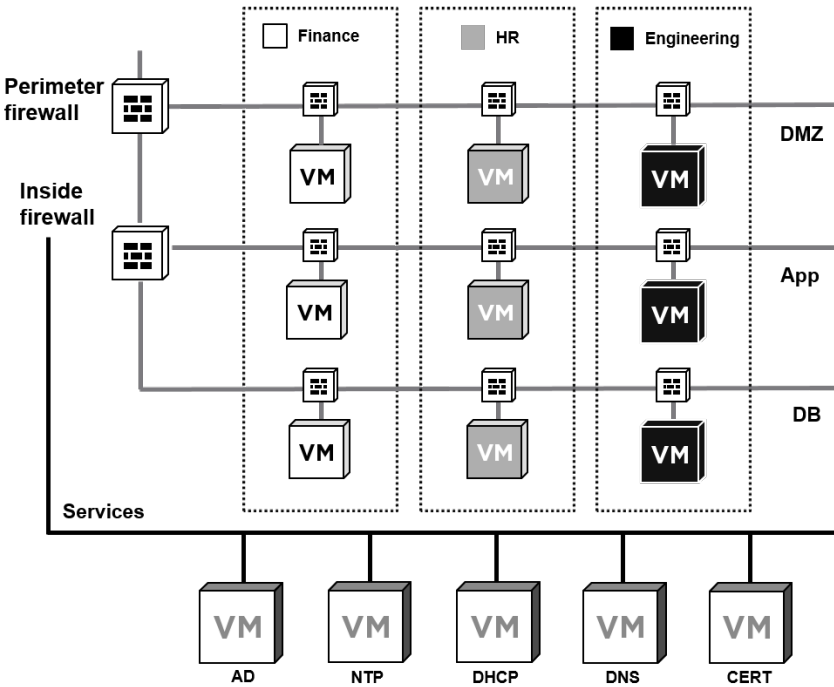 Finance
HR
Engineering
Perimeter
firewall
DMZ
VM
VM
VM
Inside
firewall
App
VM
VM
VM
DB
VM
VM
VM
Services
VM
VM
VM
VM
VM
AD
NTP
DHCP
DNS
CERT